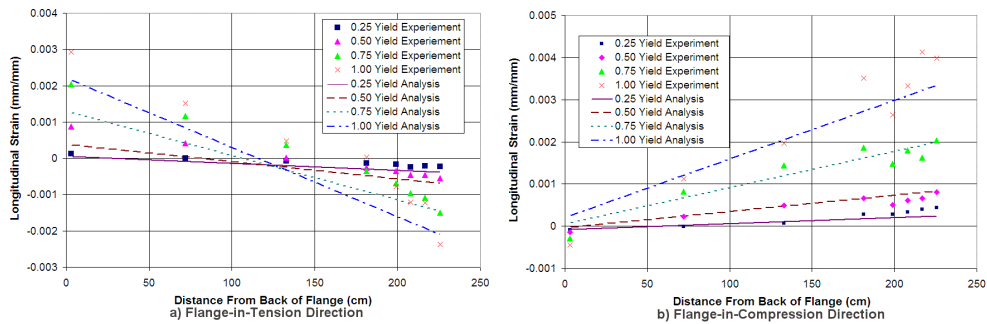 0.004
0.003
0.002
0.001
0
-0.001
-0.002
-0.003
Longitudinal Strain (mm/mm)
0.25 Yield Experiement
0.50 Yield Experiement
0.75 Yield Experiement
1.00 Yield Experiement
0.25 Yield Analysis
0.50 Yield Analysis
0.75 Yield Analysis
1.00 Yield Analysis
0 50 100 150 200 250
Distance From Back of Flange (cm)
a) Flange-in-Tension Direction
0.005
0.004
0.003
0.002
0.001
0
-0.001
Longitudinal Strain (mm/mm)
0.25 Yield Experiment
0.50 Yield Experiment
0.75 Yield Experiment
1.00 Yield Experiment
0.25 Yield Analysis
0.50 Yield Analysis
0.75 Yield Analysis
1.00 Yield Analysis
0 50 100 150 200 250
Distance From Back of Flange (cm)
b) Flange-in-Compression Direction